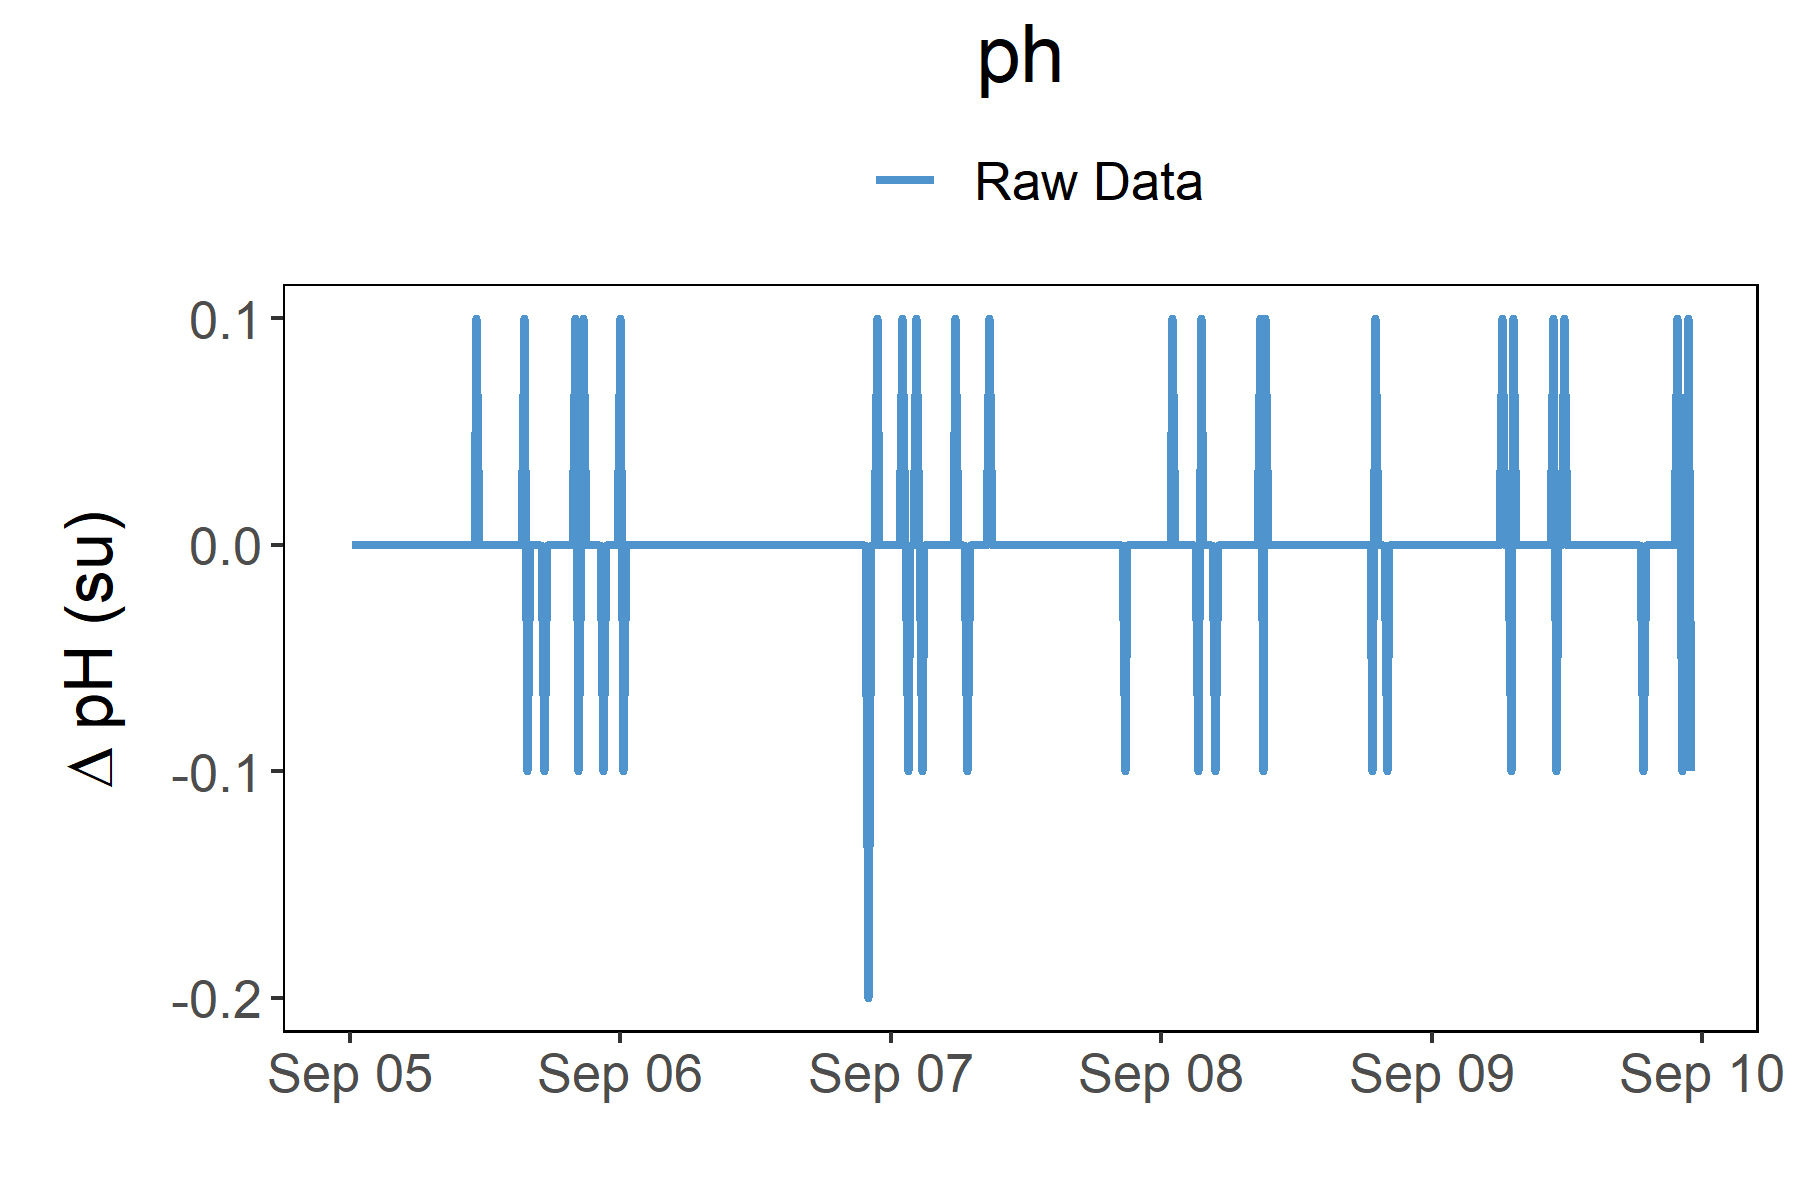 ph
Raw Data
Δ pH (su)
0.1
0.0
-0.1
-0.2
Sep 05 Sep 06 Sep 07 Sep 08 Sep 09 Sep 10